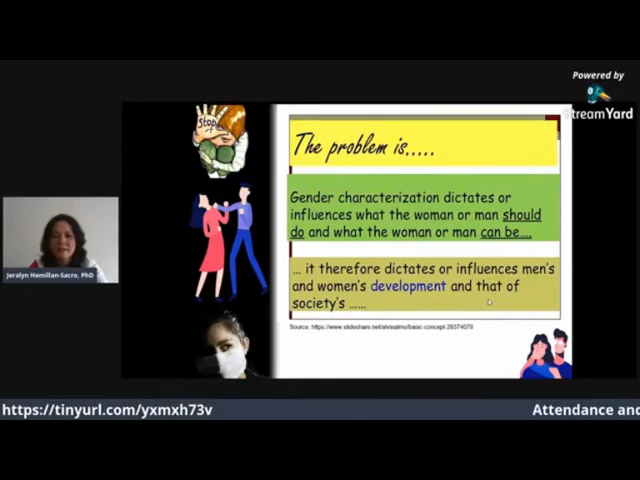 Powered by
StreamYard
Stop
The problem is.....
Gender characterization dictates or
influences what the woman or man should
do and what the woman or man can be....
... it therefore dictates or influences men's
and women's development and that of
society's ......
Source: https://www.slideshare.net/alvinalmo/basic-concept-29374078
Jeralyn Hemillan-Sacro, PhD
https://tinyurl.com/yxmxh73v
Attendance and